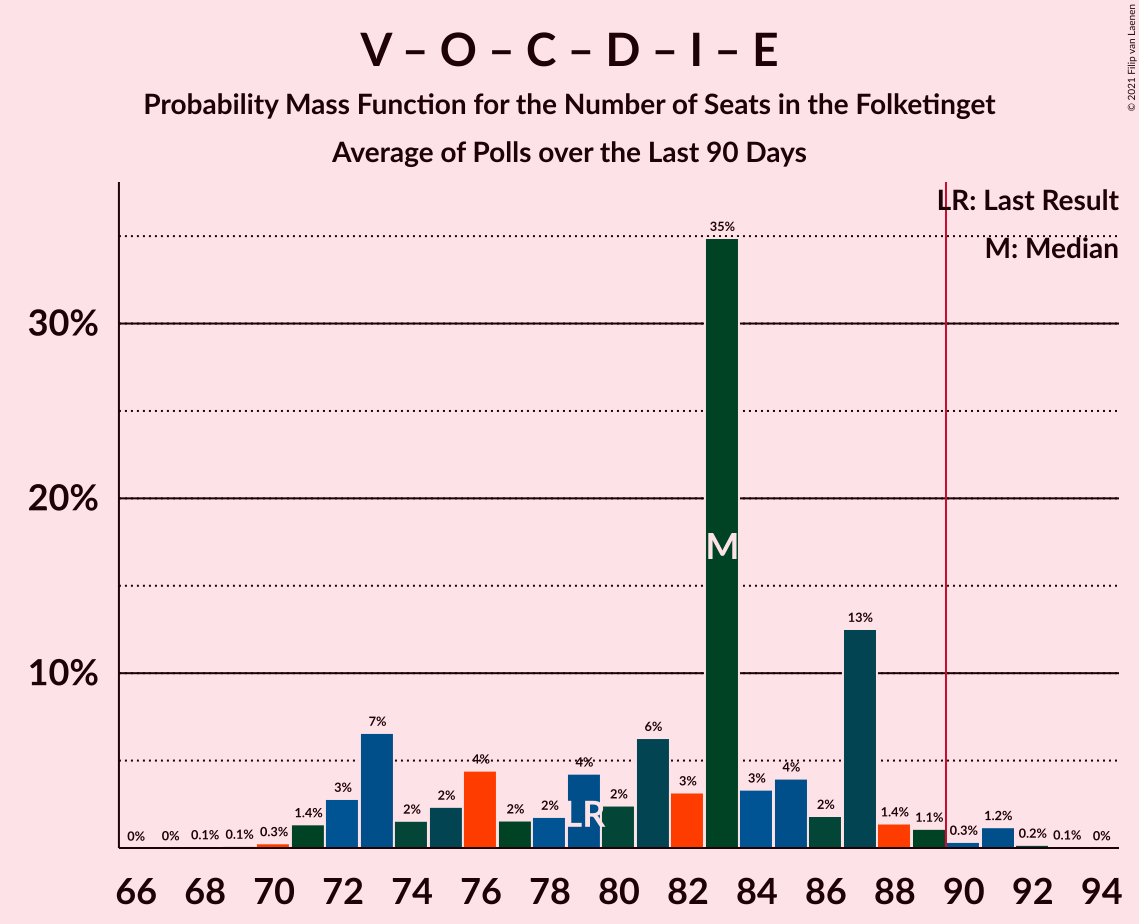 V – O – C – D – I – E
Probability Mass Function for the Number of Seats in the Folketinget
Average of Polls over the Last 90 Days
© 2021 Filip van Laenen
LR: Last Result
M: Median
30%
20%
10%
0% 0% 0.1% 0.1% 0.3% 1.4% 3% 7% 2% 2% 4% 2% 2% 4% 2% 6% 3% 35% 3% 4% 2% 13% 1.4% 1.1% 0.3% 1.2% 0.2% 0.1% 0%
M
LR
66 68 70 72 74 76 78 80 82 84 86 88 90 92 94